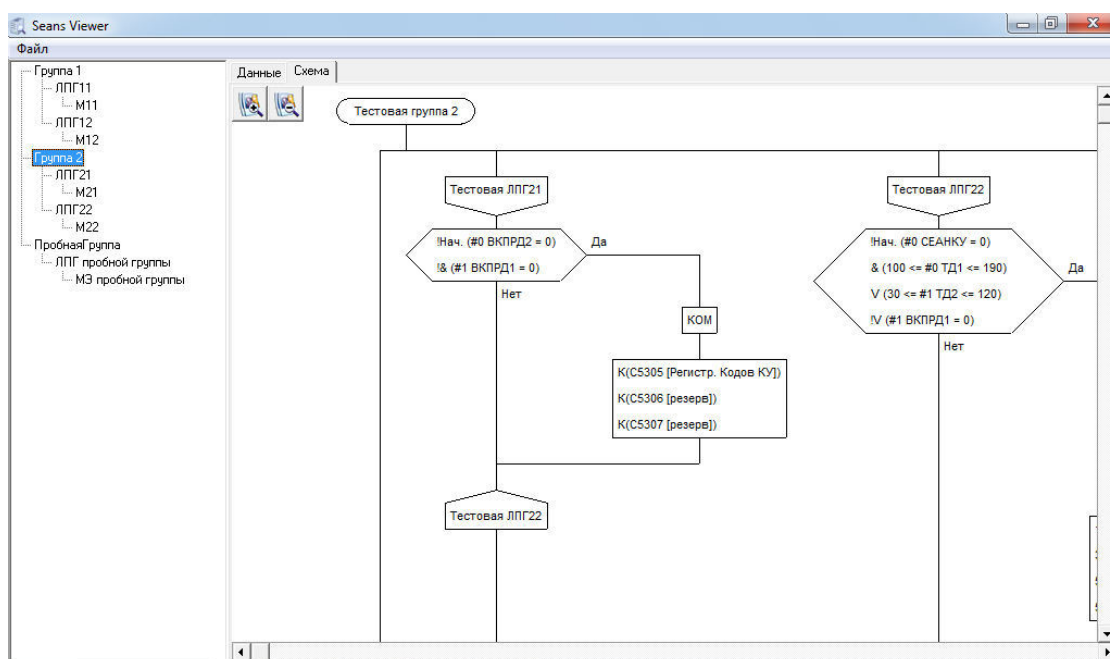 Seans Viewer
Файл
Группа 1
ЛПГ11
М11
ЛПГ12
М12
Группа 2
ЛПГ21
М21
ЛПГ22
М22
ПробнаяГруппа
ЛПГ пробной группы
МЭ пробной группы
Данные Схема
Тестовая группа 2
Тестовая ЛПГ21
!Нач. (#0 ВКПРД2 = 0)
!& (#1 ВКПРД1 = 0)
Да
Нет
КОМ
К(С5305 [Регистр. Кодов КУ])
К(С5306 [резерв])
К(С5307 [резерв])
Тестовая ЛПГ22
Тестовая ЛПГ22
!Нач. (#0 СЕАНКУ = 0)
& (100 <= #0 ТД1 <= 190)
V (30 <= #1 ТД2 <= 120)
!V (#1 ВКПРД1 = 0)
Да
Нет